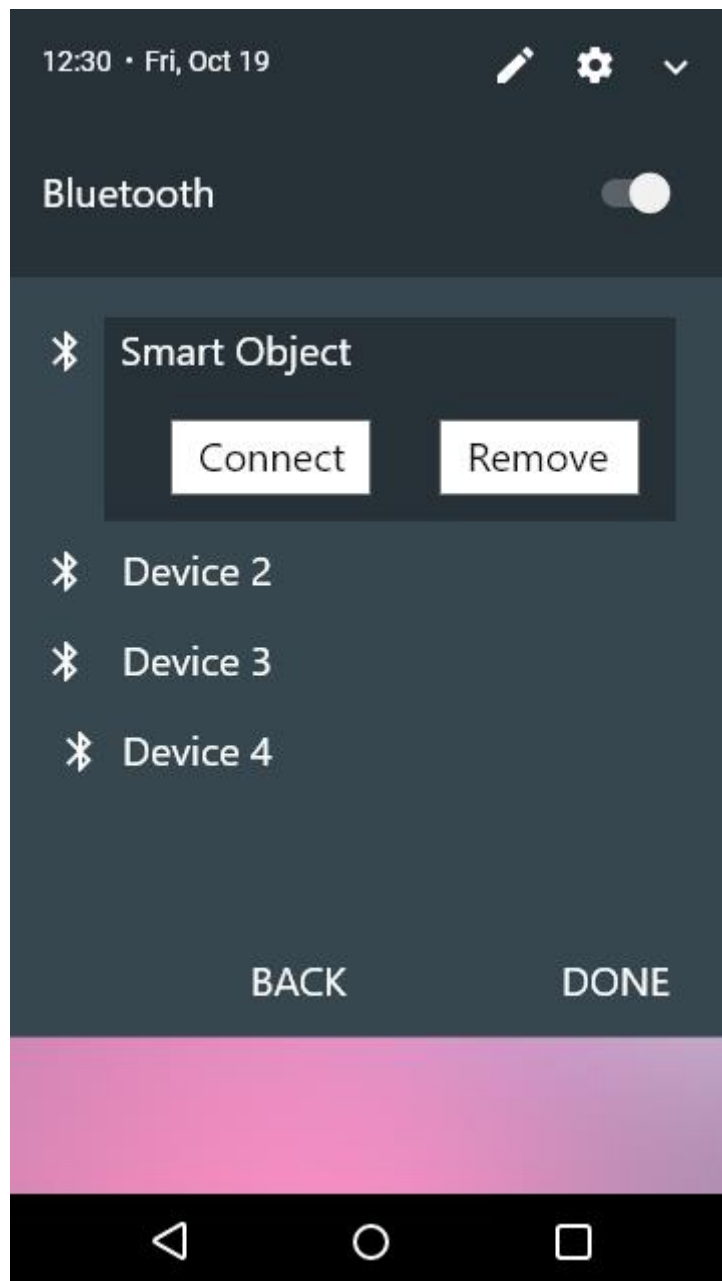 12:30 • Fri, Oct 19
Bluetooth
Smart Object
Connect Remove
Device 2
Device 3
Device 4
BACK DONE